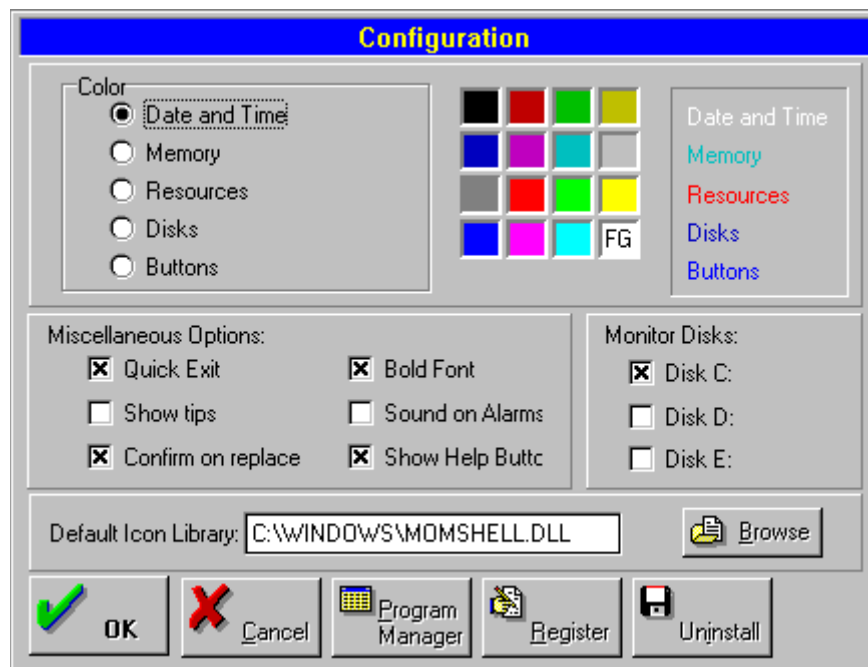 Configuration
Color
Date and Time
Memory
Resources
Disks
Buttons
FG
Date and Time
Memory
Resources
Disks
Buttons
Miscellaneous Options:
Quick Exit
Bold Font
Show tips
Sound on Alarms
Confirm on replace
Show Help Buttc
Monitor Disks:
Disk C:
Disk D:
Disk E:
Default Icon Library: C:\WINDOWS\MOMSHELL.DLL
Browse
OK
Cancel
Program
Manager
Register
Uninstall